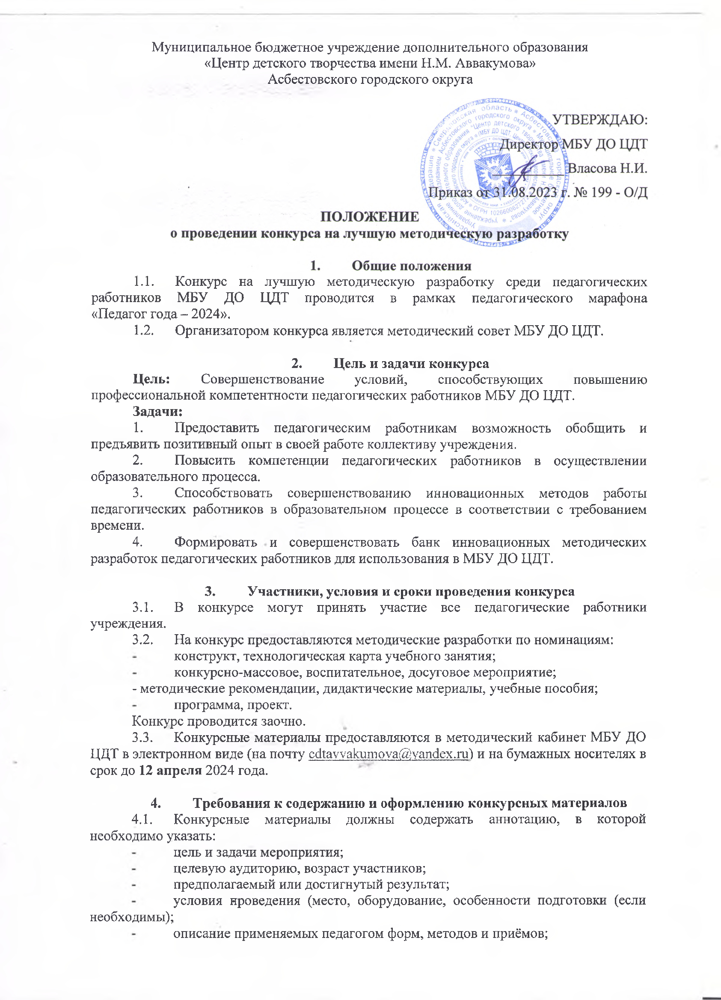 Муниципальное бюджетное учреждение дополнительного образования
«Центр детского творчества имени Н.М. Аввакумова»
Асбестовского городского округа
УТВЕРЖДАЮ:
Директор МБУ ДО ЦДТ
Власова Н.И.
Приказ от 31.08.2023 г. № 199 - О/Д
ПОЛОЖЕНИЕ
о проведении конкурса на лучшую методическую разработку
1. Общие положения
1.1. Конкурс на лучшую методическую разработку среди педагогических
работников МБУ ДО ЦДТ проводится в рамках педагогического марафона
«Педагог года – 2024».
1.2. Организатором конкурса является методический совет МБУ ДО ЦДТ.
2. Цель и задачи конкурса
Цель: Совершенствование условий, способствующих повышению
профессиональной компетентности педагогических работников МБУ ДО ЦДТ.
Задачи:
1. Предоставить педагогическим работникам возможность обобщить и
предъявить позитивный опыт в своей работе коллективу учреждения.
2. Повысить компетенции педагогических работников в осуществлении
образовательного процесса.
3. Способствовать совершенствованию инновационных методов работы
педагогических работников в образовательном процессе в соответствии с требованием
времени.
4. Формировать и совершенствовать банк инновационных методических
разработок педагогических работников для использования в МБУ ДО ЦДТ.
3. Участники, условия и сроки проведения конкурса
3.1. В конкурсе могут принять участие все педагогические работники
учреждения.
3.2. На конкурс предоставляются методические разработки по номинациям:
- конструкт, технологическая карта учебного занятия;
- конкурсно-массовое, воспитательное, досуговое мероприятие;
- методические рекомендации, дидактические материалы, учебные пособия;
- программа, проект.
Конкурс проводится заочно.
3.3. Конкурсные материалы предоставляются в методический кабинет МБУ ДО
ЦДТ в электронном виде (на почту cdtavvakumova@yandex.ru) и на бумажных носителях в
срок до 12 апреля 2024 года.
4. Требования к содержанию и оформлению конкурсных материалов
4.1. Конкурсные материалы должны содержать аннотацию, в которой
необходимо указать:
- цель и задачи мероприятия;
- целевую аудиторию, возраст участников;
- предполагаемый или достигнутый результат;
- условия проведения (место, оборудование, особенности подготовки (если
необходимы);
- описание применяемых педагогом форм, методов и приёмов;